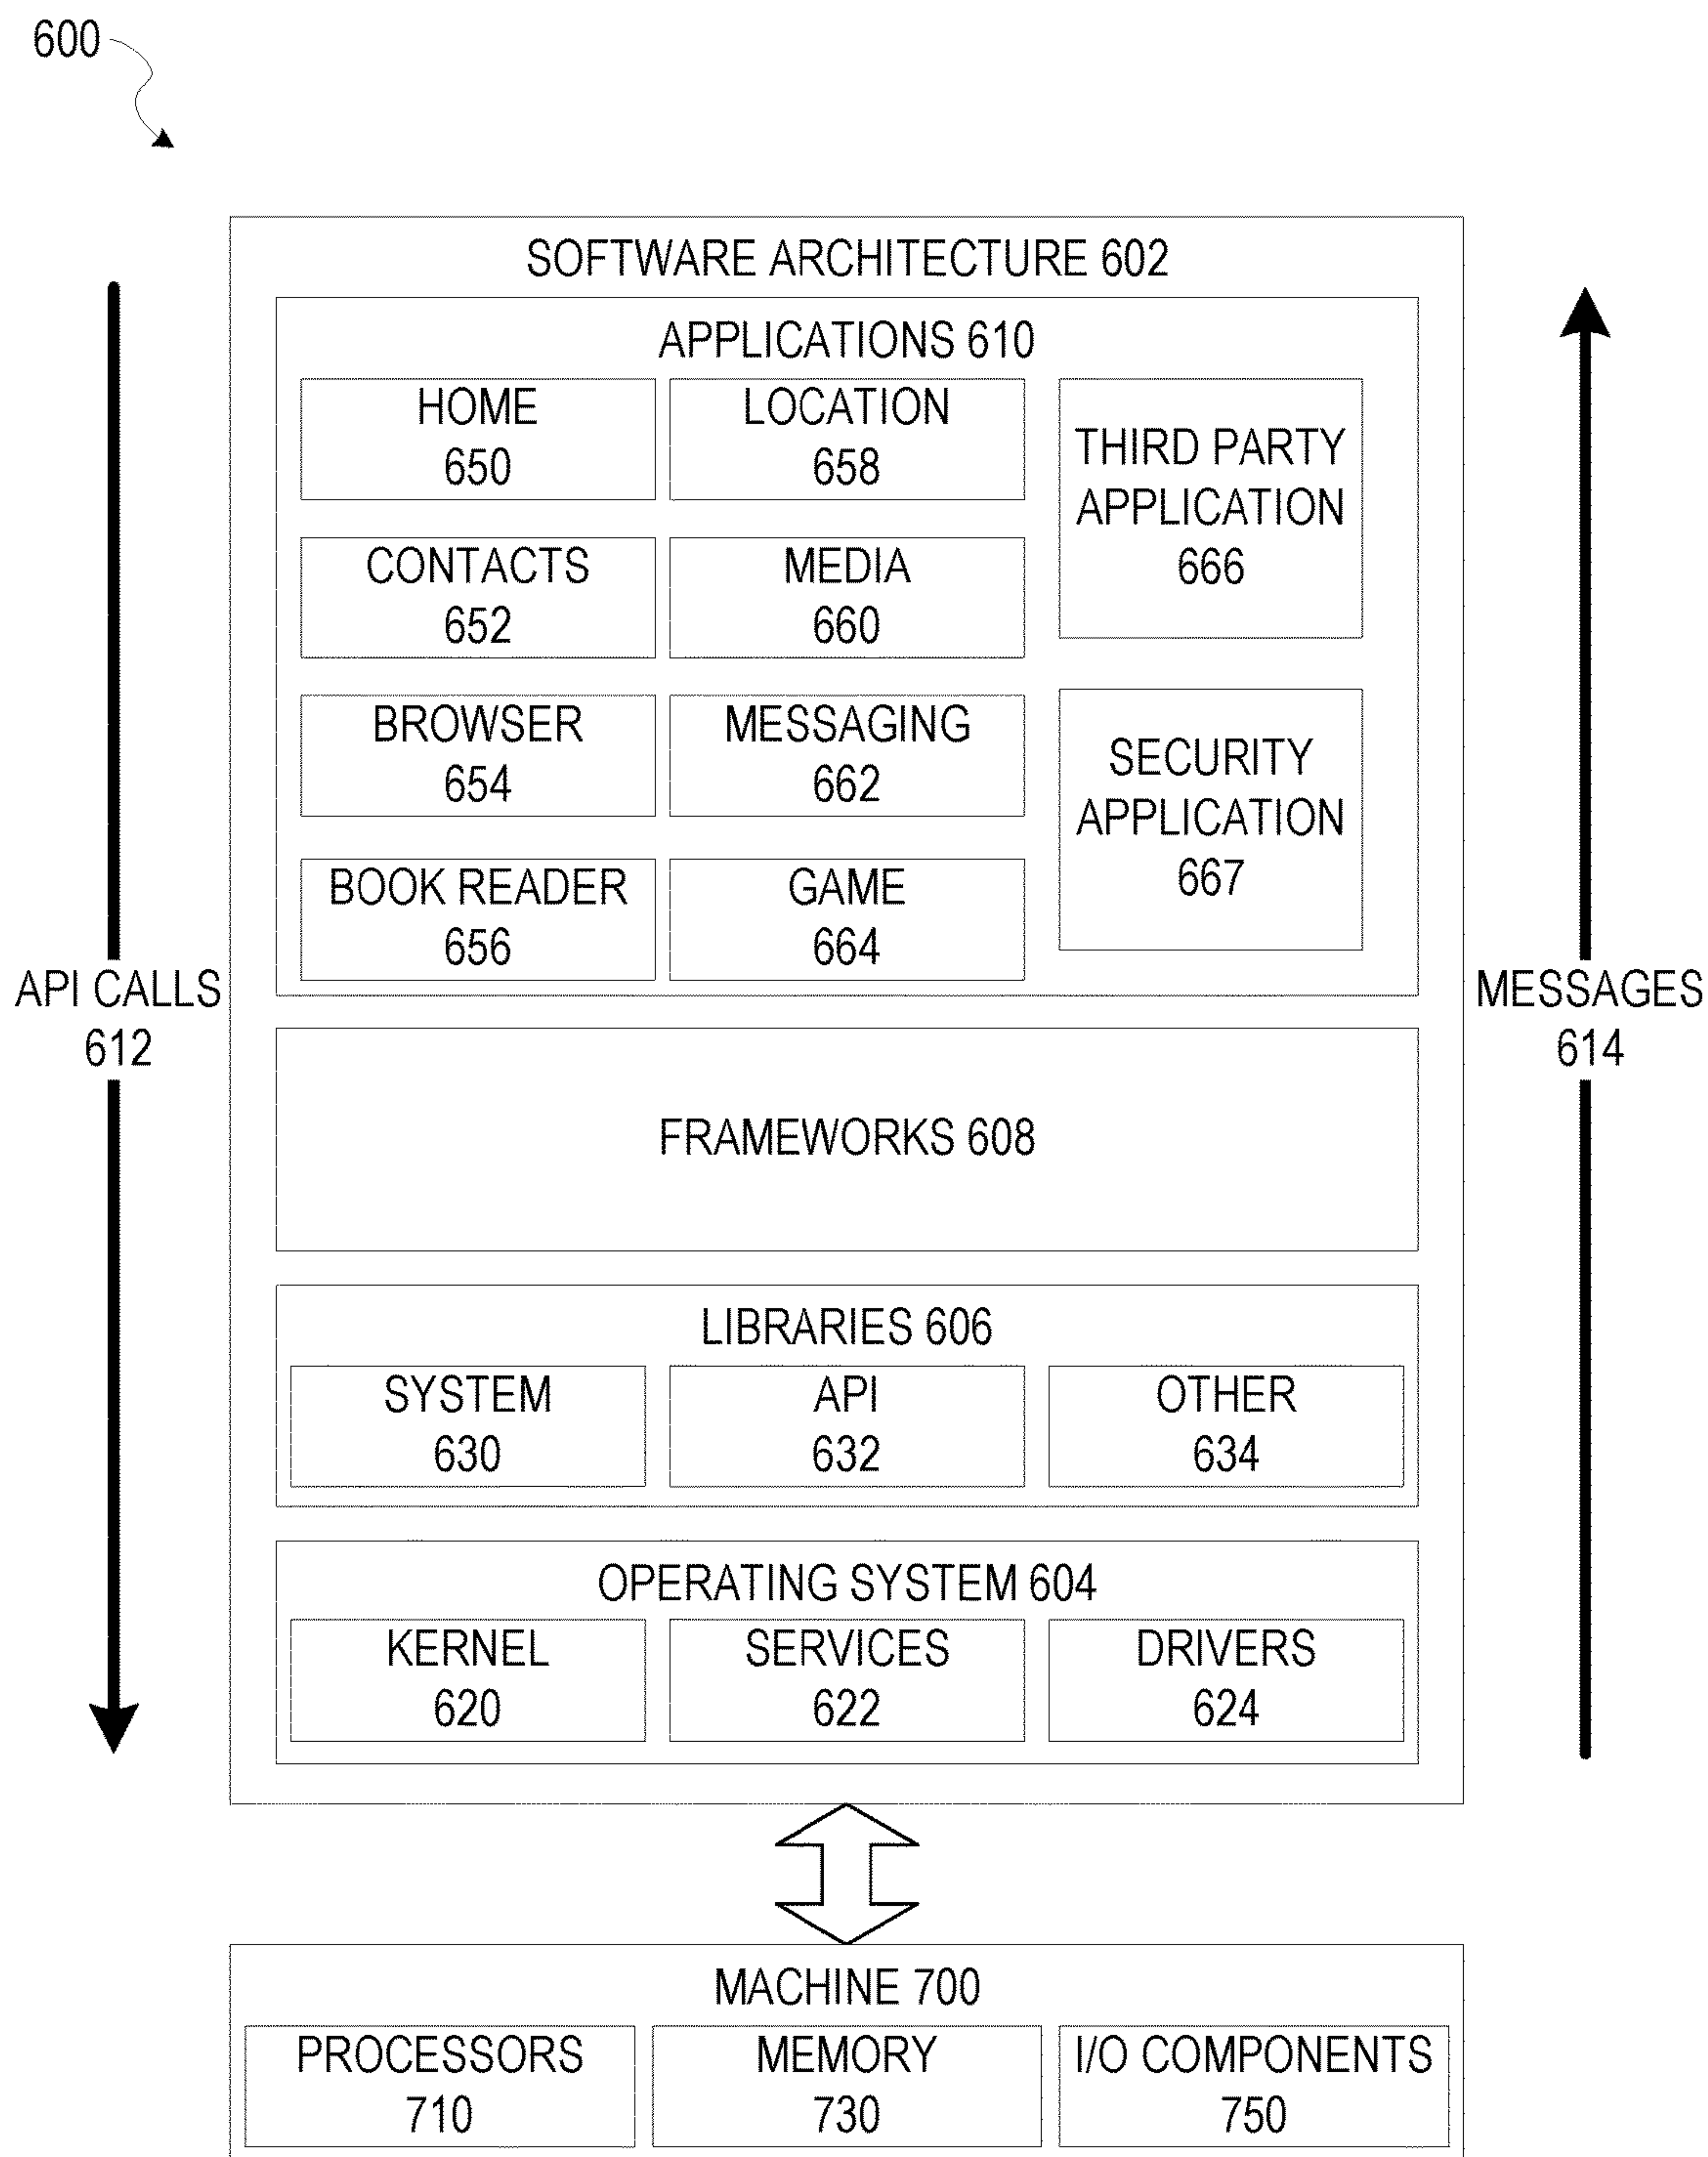 600
SOFTWARE ARCHITECTURE 602
APPLICATIONS 610
HOME
650
LOCATION
658
THIRD PARTY
APPLICATION
666
CONTACTS
652
MEDIA
660
BROWSER
654
MESSAGING
662
SECURITY
APPLICATION
667
BOOK READER
656
GAME
664
API CALLS
612
MESSAGES
614
FRAMEWORKS 608
LIBRARIES 606
SYSTEM
630
API
632
OTHER
634
OPERATING SYSTEM 604
KERNEL
620
SERVICES
622
DRIVERS
624
MACHINE 700
PROCESSORS
710
MEMORY
730
I/O COMPONENTS
750